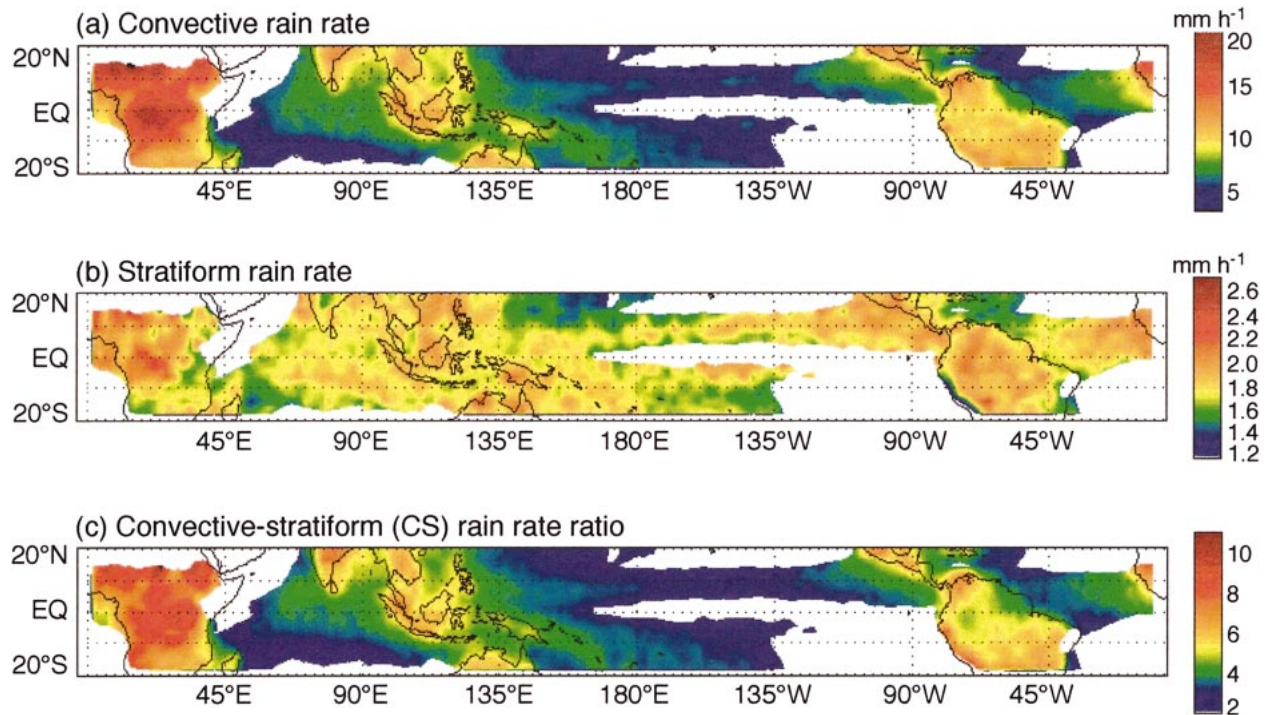 (a) Convective rain rate
mm h⁻¹
20°N
EQ
20°S
45°E 90°E 135°E 180°E 135°W 90°W 45°W
20
15
10
5
(b) Stratiform rain rate
mm h⁻¹
20°N
EQ
20°S
45°E 90°E 135°E 180°E 135°W 90°W 45°W
2.6
2.4
2.2
2.0
1.8
1.6
1.4
1.2
(c) Convective-stratiform (CS) rain rate ratio
20°N
EQ
20°S
45°E 90°E 135°E 180°E 135°W 90°W 45°W
10
8
6
4
2